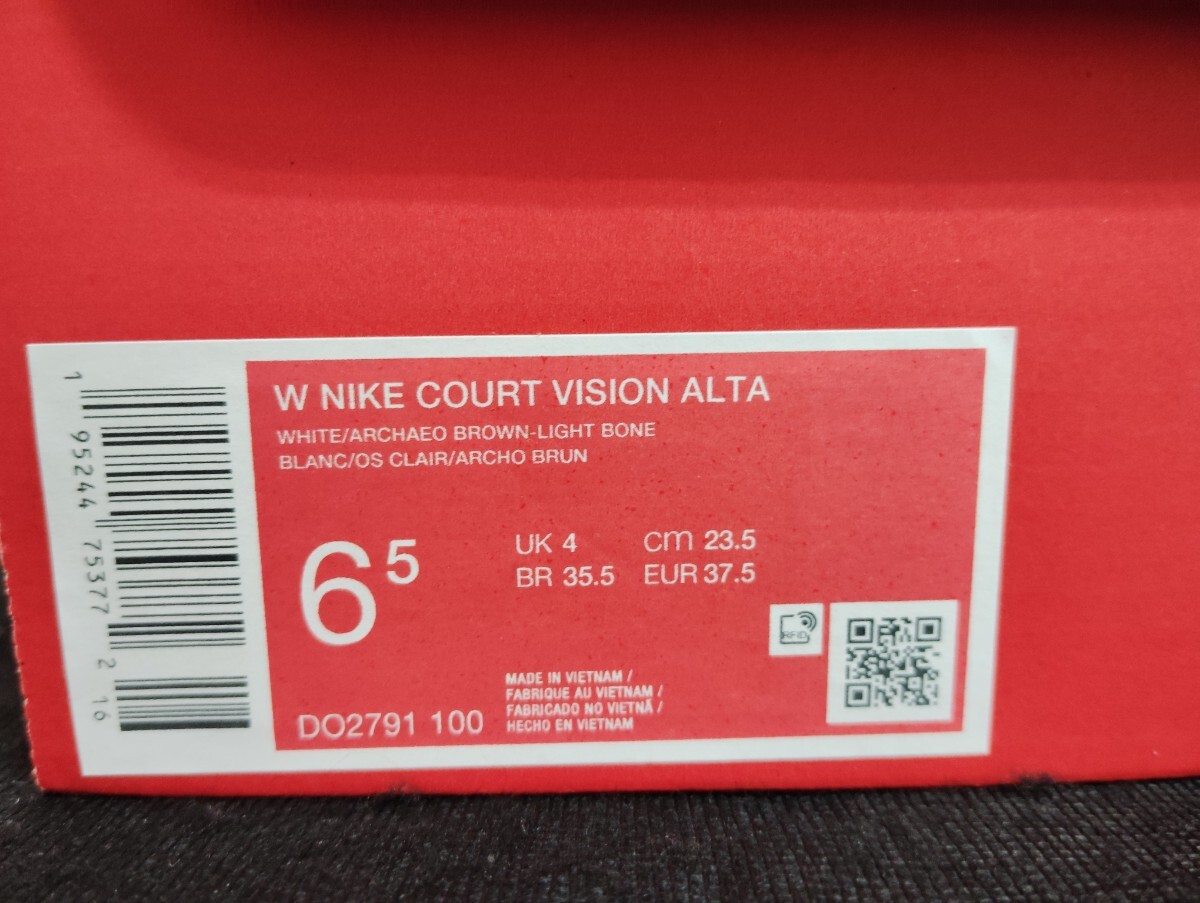 W NIKE COURT VISION ALTA
WHITE/ARCHAEO BROWN-LIGHT BONE
BLANC/OS CLAIR/ARCHO BRUN
6 5
UK 4 cm 23.5
BR 35.5 EUR 37.5
RFID
MADE IN VIETNAM /
FABRIQUE AU VIETNAM /
FABRICADO NO VIETNÃ /
HECHO EN VIETNAM
DO2791 100
1 95244 75377 2 16